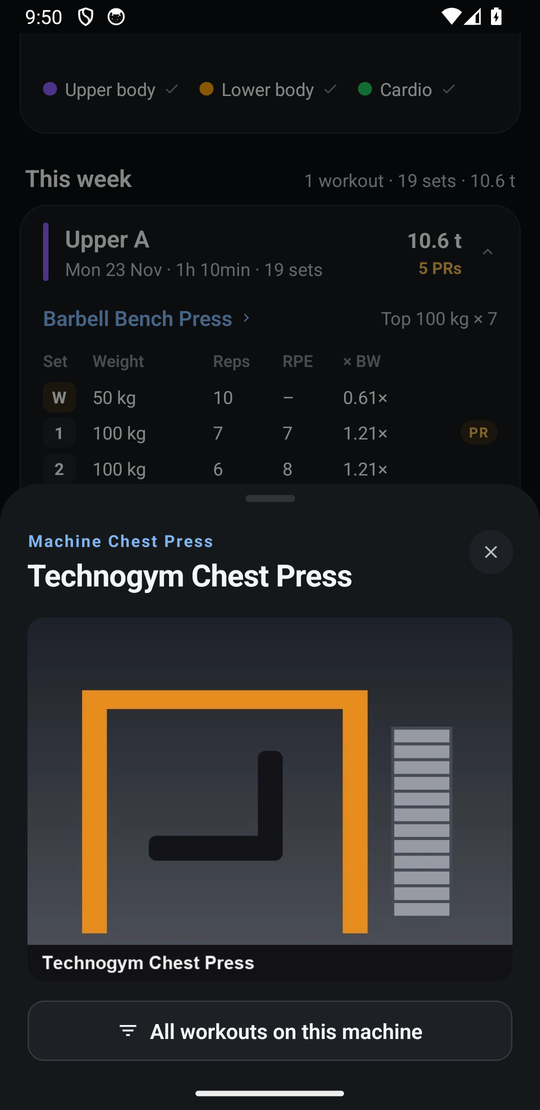 9:50
Upper body
Lower body
Cardio
This week
1 workout · 19 sets · 10.6 t
Upper A
10.6 t
Mon 23 Nov · 1h 10min · 19 sets
5 PRs
Barbell Bench Press
Top 100 kg × 7
Set Weight Reps RPE × BW
W 50 kg 10 – 0.61×
1 100 kg 7 7 1.21× PR
2 100 kg 6 8 1.21×
Machine Chest Press
Technogym Chest Press
Technogym Chest Press
All workouts on this machine